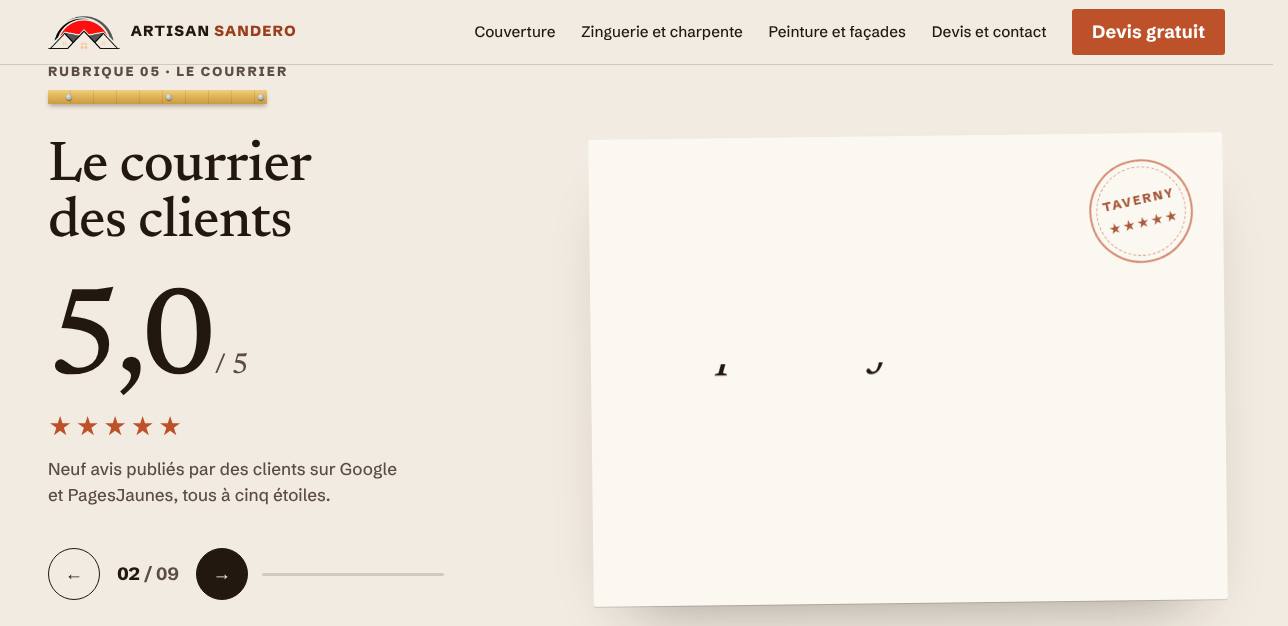 ARTISAN SANDERO
Couverture
Zinguerie et charpente
Peinture et façades
Devis et contact
Devis gratuit
RUBRIQUE 05 · LE COURRIER
Le courrier
des clients
5,0 / 5
★★★★★
Neuf avis publiés par des clients sur Google
et PagesJaunes, tous à cinq étoiles.
← 02 / 09 →
TAVERNY
★★★★★